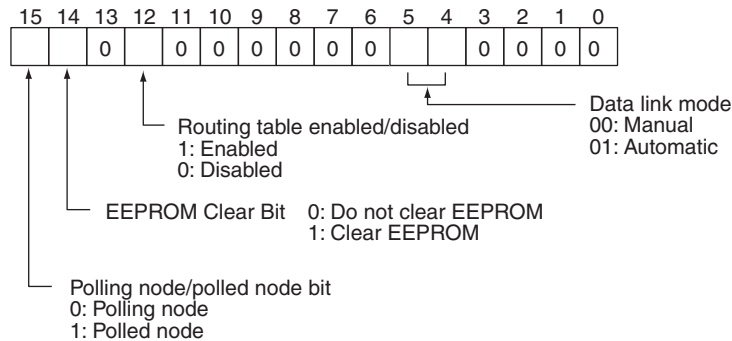 15 14 13 12 11 10 9 8 7 6 5 4 3 2 1 0
0 0 0 0 0 0 0 0 0 0 0
Data link mode
00: Manual
01: Automatic
Routing table enabled/disabled
1: Enabled
0: Disabled
EEPROM Clear Bit 0: Do not clear EEPROM
1: Clear EEPROM
Polling node/polled node bit
0: Polling node
1: Polled node